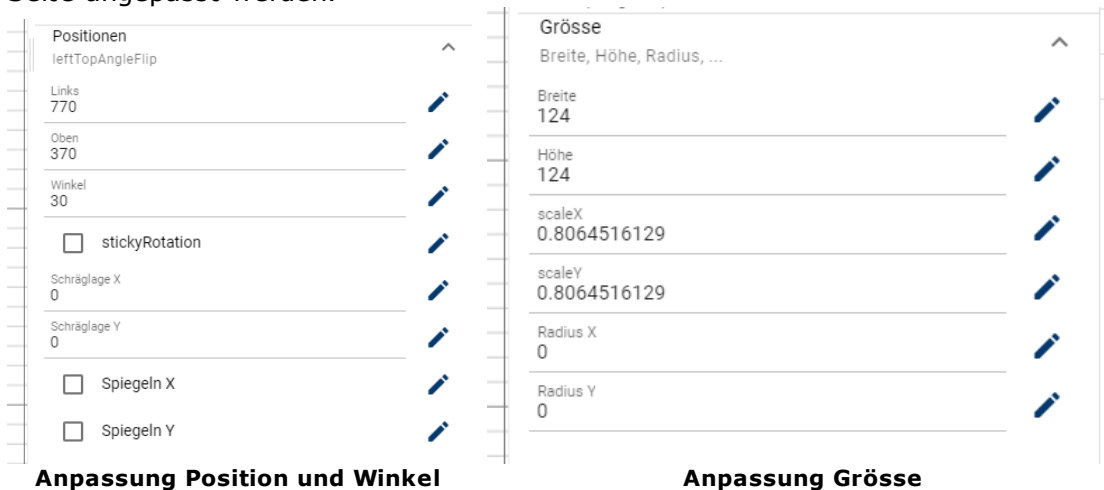 Seite angepasst werden.
Positionen
leftTopAngleFlip
Links
770
Oben
370
Winkel
30
stickyRotation
Schräglage X
0
Schräglage Y
0
Spiegeln X
Spiegeln Y
Anpassung Position und Winkel
Grösse
Breite, Höhe, Radius, ...
Breite
124
Höhe
124
scaleX
0.8064516129
scaleY
0.8064516129
Radius X
0
Radius Y
0
Anpassung Grösse